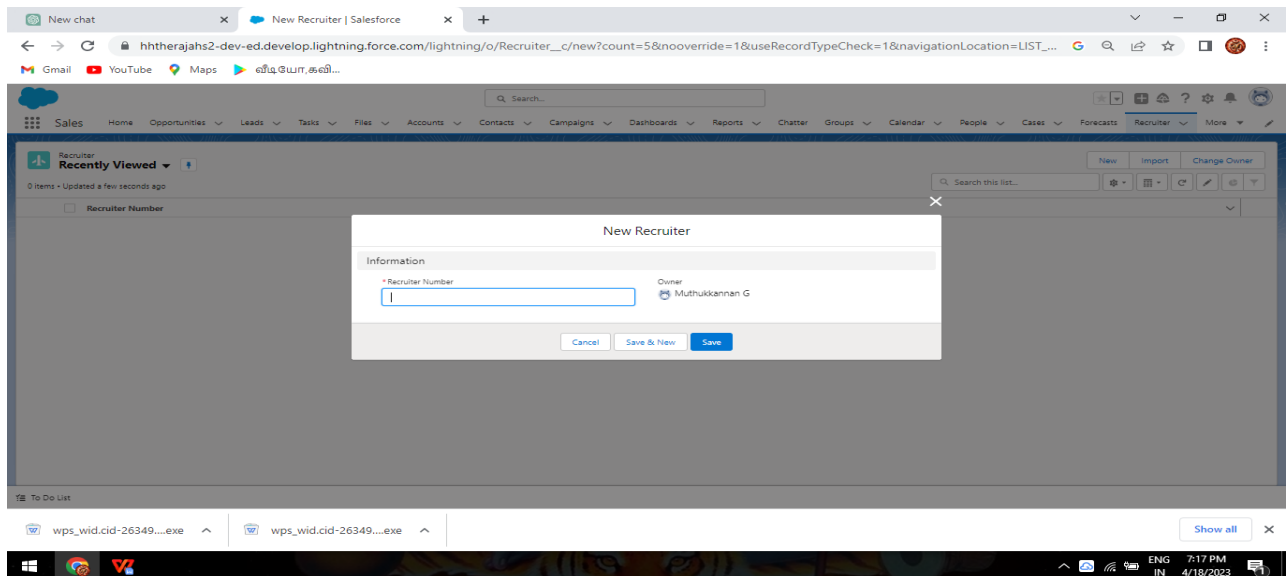 New chat
New Recruiter | Salesforce
hhtherajahs2-dev-ed.develop.lightning.force.com/lightning/o/Recruiter__c/new?count=5&nooverride=1&useRecordTypeCheck=1&navigationLocation=LIST_...
Gmail YouTube Maps வீடியோ,கவி...
Search...
Sales Home Opportunities Leads Tasks Files Accounts Contacts Campaigns Dashboards Reports Chatter Groups Calendar People Cases Forecasts Recruiter More
Recruiter
Recently Viewed
New Import Change Owner
0 items • Updated a few seconds ago
Search this list...
Recruiter Number
New Recruiter
Information
*Recruiter Number
Owner
Muthukkannan G
Cancel Save & New Save
To Do List
wps_wid.cid-26349....exe wps_wid.cid-26349....exe Show all
ENG 7:17 PM
IN 4/18/2023